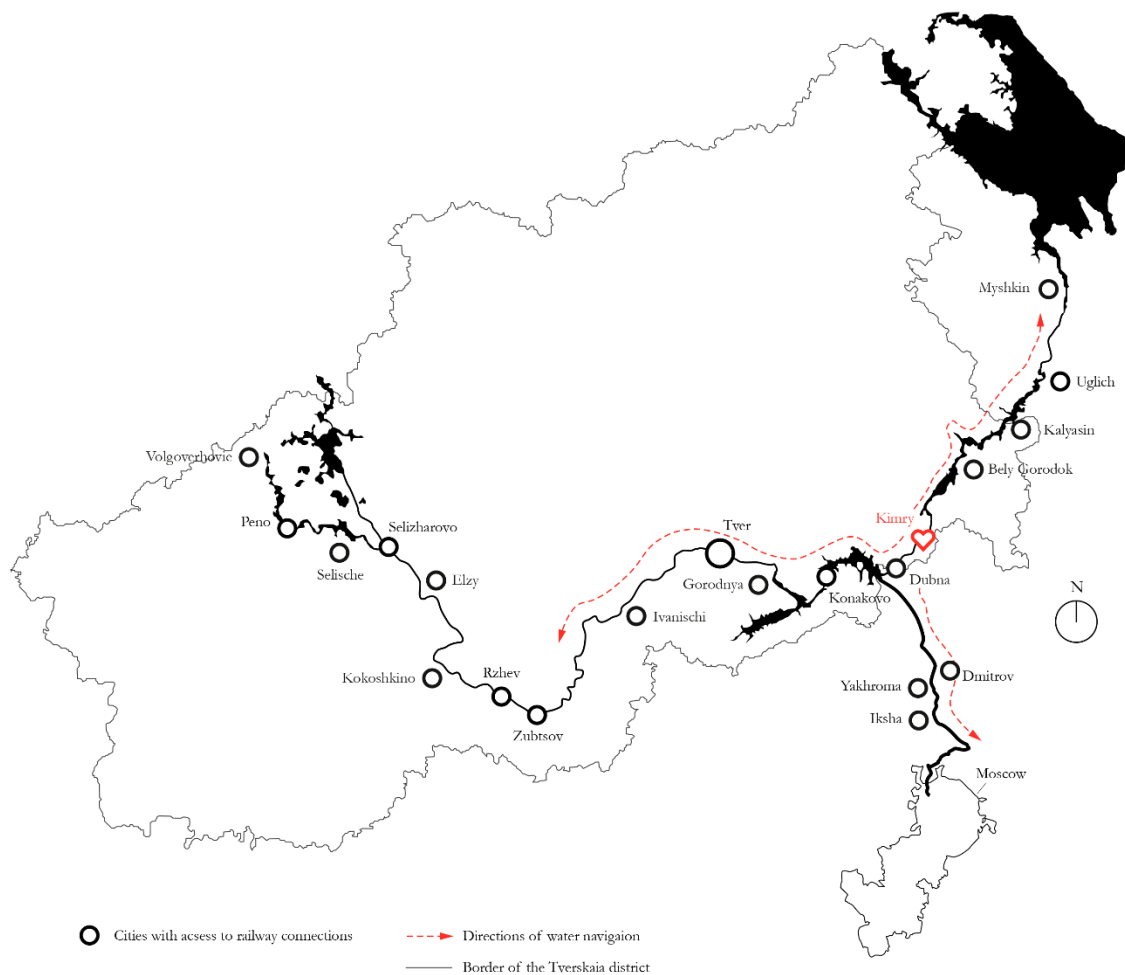 Myshkin
Uglich
Kalyasin
Volgoverhovie
Bely Gorodok
Kimry
Peno
Selizharovo
Tver
Selische
Elzy
Gorodnya
Konakovo
Dubna
N
Ivanischi
Kokoshkino
Rzhev
Dmitrov
Yakhroma
Iksha
Zubtsov
Moscow
Cities with acsess to railway connections
Directions of water navigaion
Border of the Tverskaia district